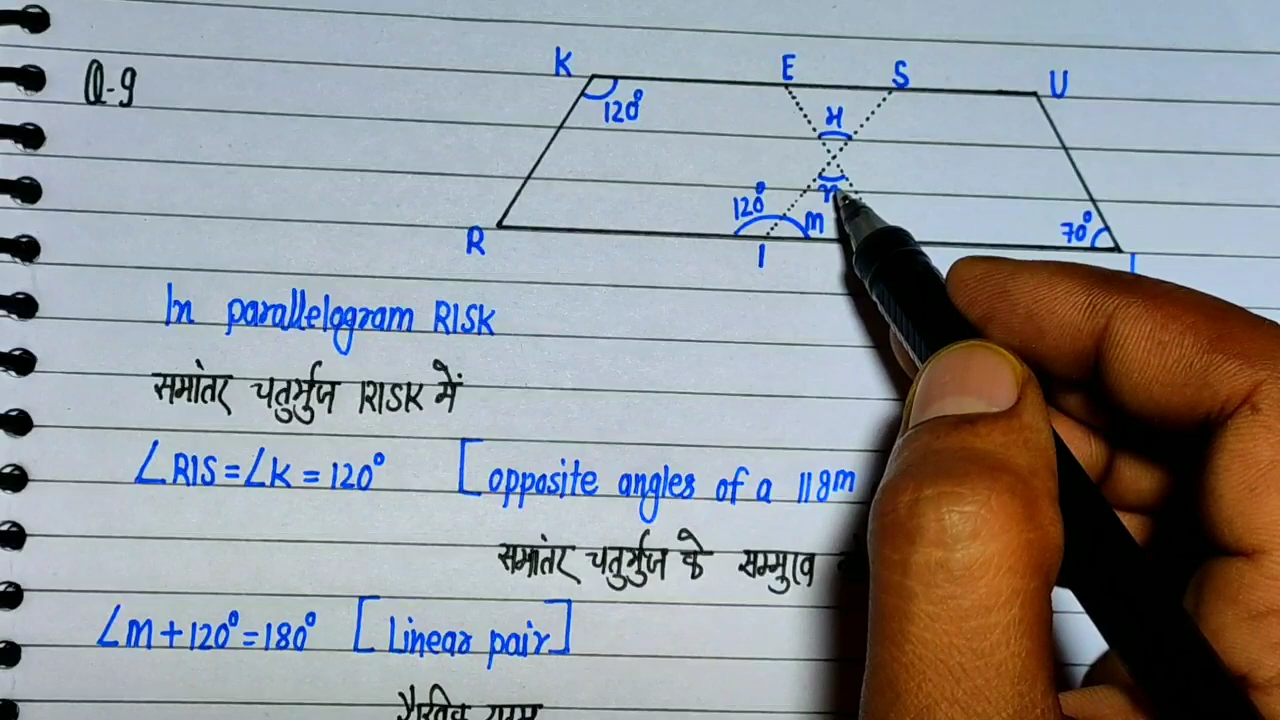 Q-9
K E S U
120° x
120° n
m 70°
R I
In parallelogram RISK
समांतर चतुर्भुज RISK में
∠RIS = ∠K = 120° [opposite angles of a ||gm
समांतर चतुर्भुज के सम्मुख
∠m + 120° = 180° [Linear pair]